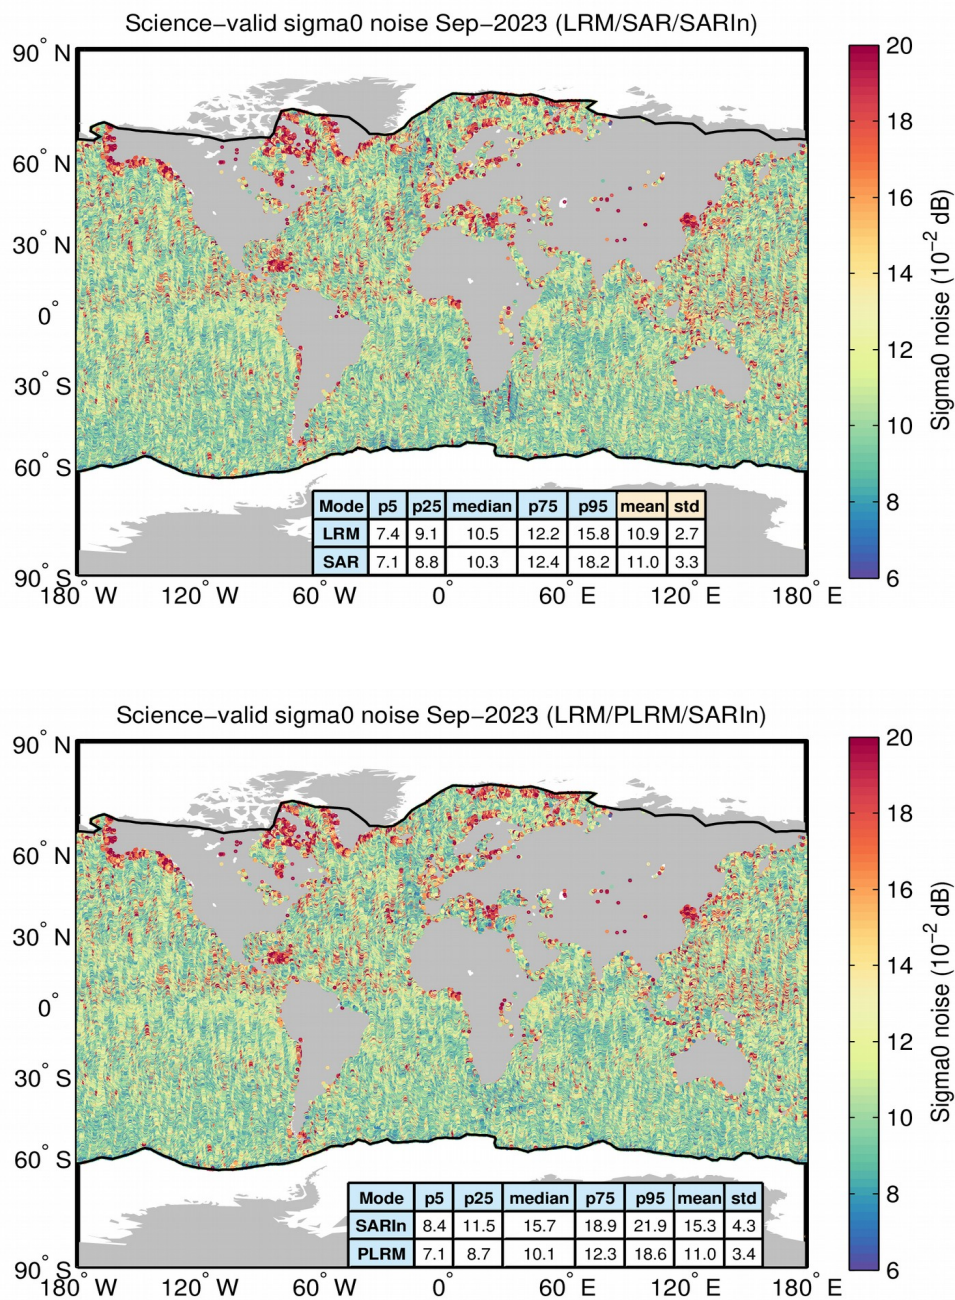 Science−valid sigma0 noise Sep−2023 (LRM/SAR/SARIn)
90° N
60° N
30° N
0°
30° S
60° S
90° S
180° W 120° W 60° W 0° 60° E 120° E 180° E
Mode p5 p25 median p75 p95 mean std
LRM 7.4 9.1 10.5 12.2 15.8 10.9 2.7
SAR 7.1 8.8 10.3 12.4 18.2 11.0 3.3
20
18
16
14
12
10
8
6
Sigma0 noise (10⁻² dB)
Science−valid sigma0 noise Sep−2023 (LRM/PLRM/SARIn)
90° N
60° N
30° N
0°
30° S
60° S
90° S
180° W 120° W 60° W 0° 60° E 120° E 180° E
Mode p5 p25 median p75 p95 mean std
SARIn 8.4 11.5 15.7 18.9 21.9 15.3 4.3
PLRM 7.1 8.7 10.1 12.3 18.6 11.0 3.4
20
18
16
14
12
10
8
6
Sigma0 noise (10⁻² dB)